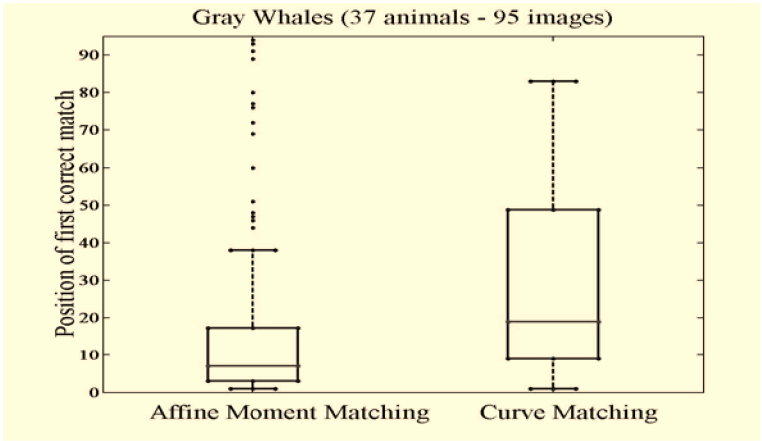 Gray Whales (37 animals - 95 images)
Position of first correct match
90
80
70
60
50
40
30
20
10
0
Affine Moment Matching
Curve Matching